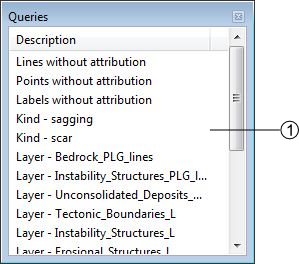 Queries
Description
Lines without attribution
Points without attribution
Labels without attribution
Kind - sagging
Kind - scar
1
Layer - Bedrock_PLG_lines
Layer - Instability_Structures_PLG_l...
Layer - Unconsolidated_Deposits_...
Layer - Tectonic_Boundaries_L
Layer - Instability_Structures_L
Layer - Erosional_Structures_L